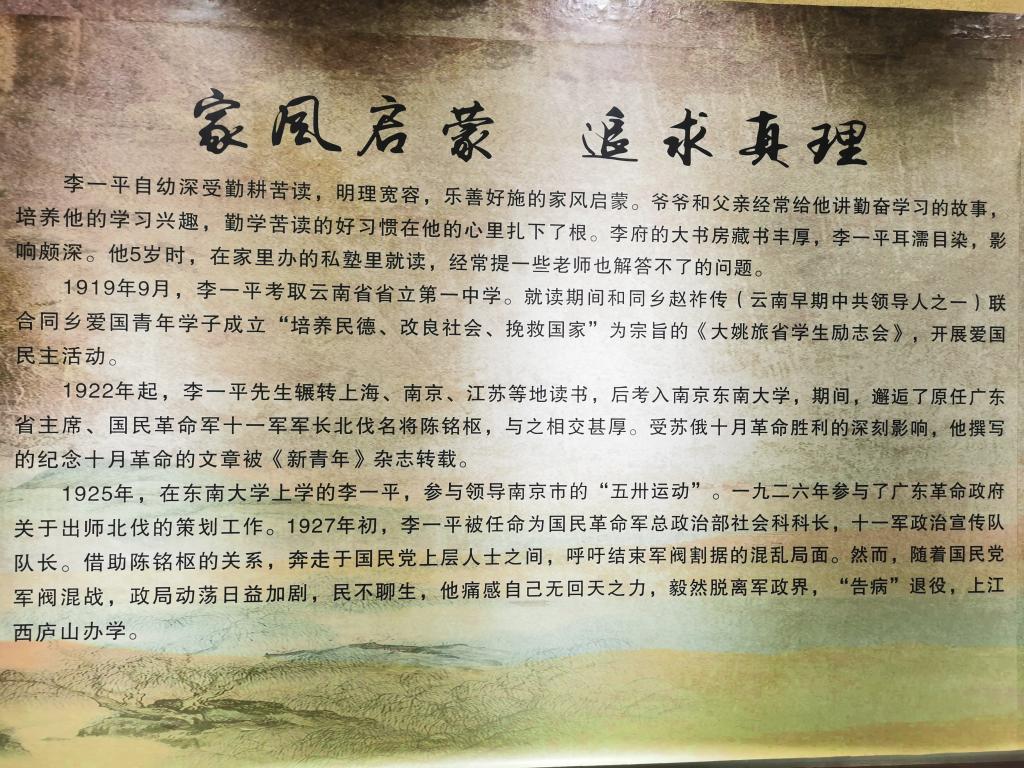 家风启蒙 追求真理
李一平自幼深受勤耕苦读，明理宽容，乐善好施的家风启蒙。爷爷和父亲经常给他讲勤奋学习的故事，
培养他的学习兴趣，勤学苦读的好习惯在他的心里扎下了根。李府的大书房藏书丰厚，李一平耳濡目染，影
响颇深。他5岁时，在家里办的私塾里就读，经常提一些老师也解答不了的问题。
1919年9月，李一平考取云南省省立第一中学。就读期间和同乡赵祚传（云南早期中共领导人之一）联
合同乡爱国青年学子成立“培养民德、改良社会、挽救国家”为宗旨的《大姚旅省学生励志会》，开展爱国
民主活动。
1922年起，李一平先生辗转上海、南京、江苏等地读书，后考入南京东南大学，期间，邂逅了原任广东
省主席、国民革命军十一军军长北伐名将陈铭枢，与之相交甚厚。受苏俄十月革命胜利的深刻影响，他撰写
的纪念十月革命的文章被《新青年》杂志转载。
1925年，在东南大学上学的李一平，参与领导南京市的“五卅运动”。一九二六年参与了广东革命政府
关于出师北伐的策划工作。1927年初，李一平被任命为国民革命军总政治部社会科科长，十一军政治宣传队
队长。借助陈铭枢的关系，奔走于国民党上层人士之间，呼吁结束军阀割据的混乱局面。然而，随着国民党
军阀混战，政局动荡日益加剧，民不聊生，他痛感自己无回天之力，毅然脱离军政界，“告病”退役，上江
西庐山办学。